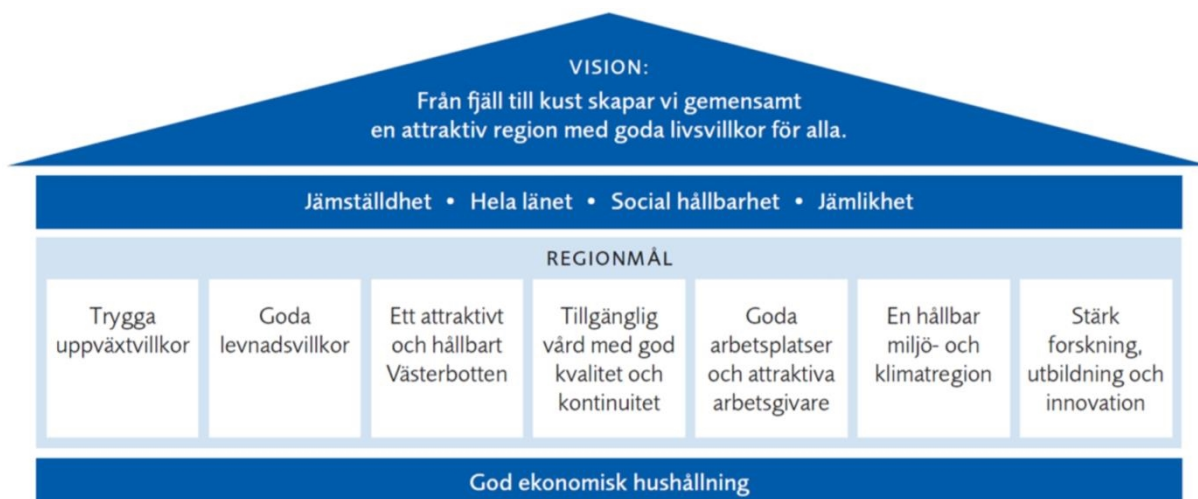 VISION:
Från fjäll till kust skapar vi gemensamt
en attraktiv region med goda livsvillkor för alla.
Jämställdhet • Hela länet • Social hållbarhet • Jämlikhet
REGIONMÅL
Trygga
uppväxtvillkor
Goda
levnadsvillkor
Ett attraktivt
och hållbart
Västerbotten
Tillgänglig
vård med god
kvalitet och
kontinuitet
Goda
arbetsplatser
och attraktiva
arbetsgivare
En hållbar
miljö- och
klimatregion
Stärk
forskning,
utbildning och
innovation
God ekonomisk hushållning